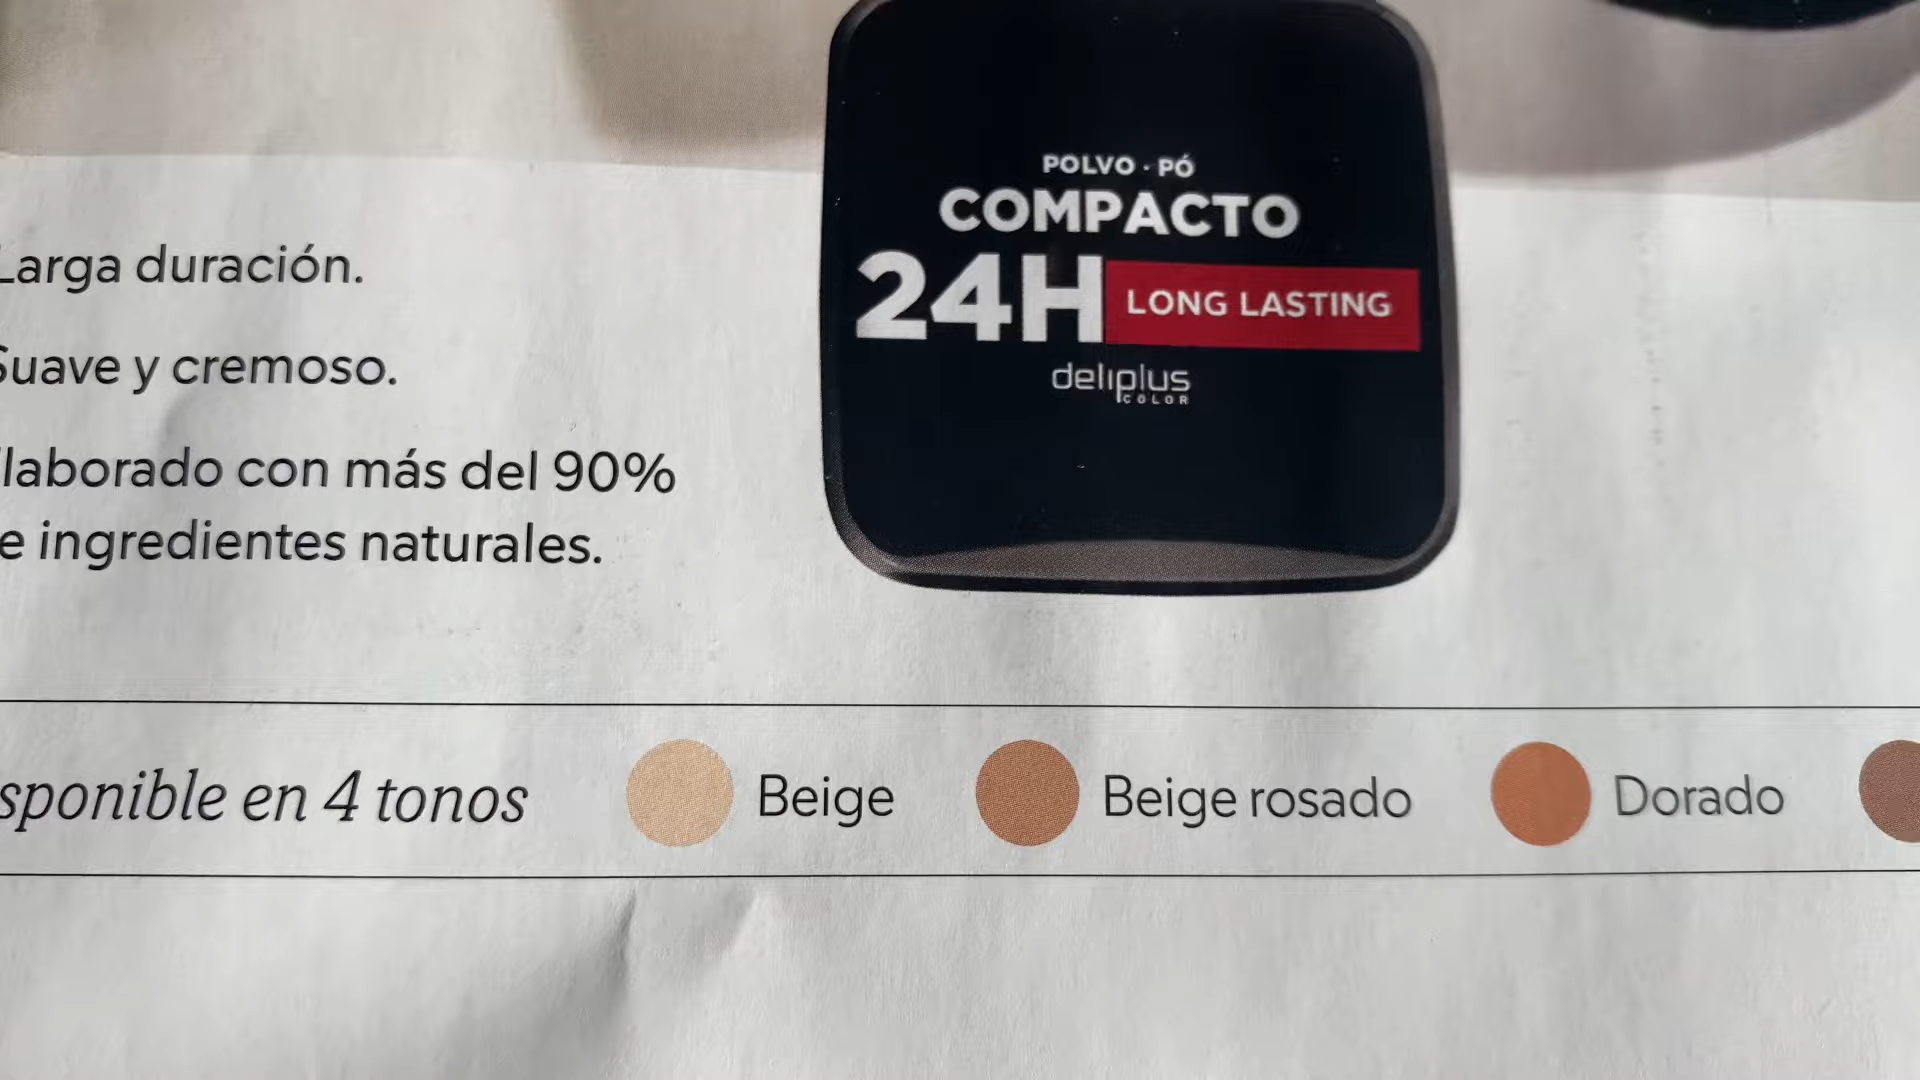 POLVO · PÓ
COMPACTO
24H LONG LASTING
deliplus
COLOR
Larga duración.
Suave y cremoso.
laborado con más del 90%
e ingredientes naturales.
sponible en 4 tonos
Beige
Beige rosado
Dorado